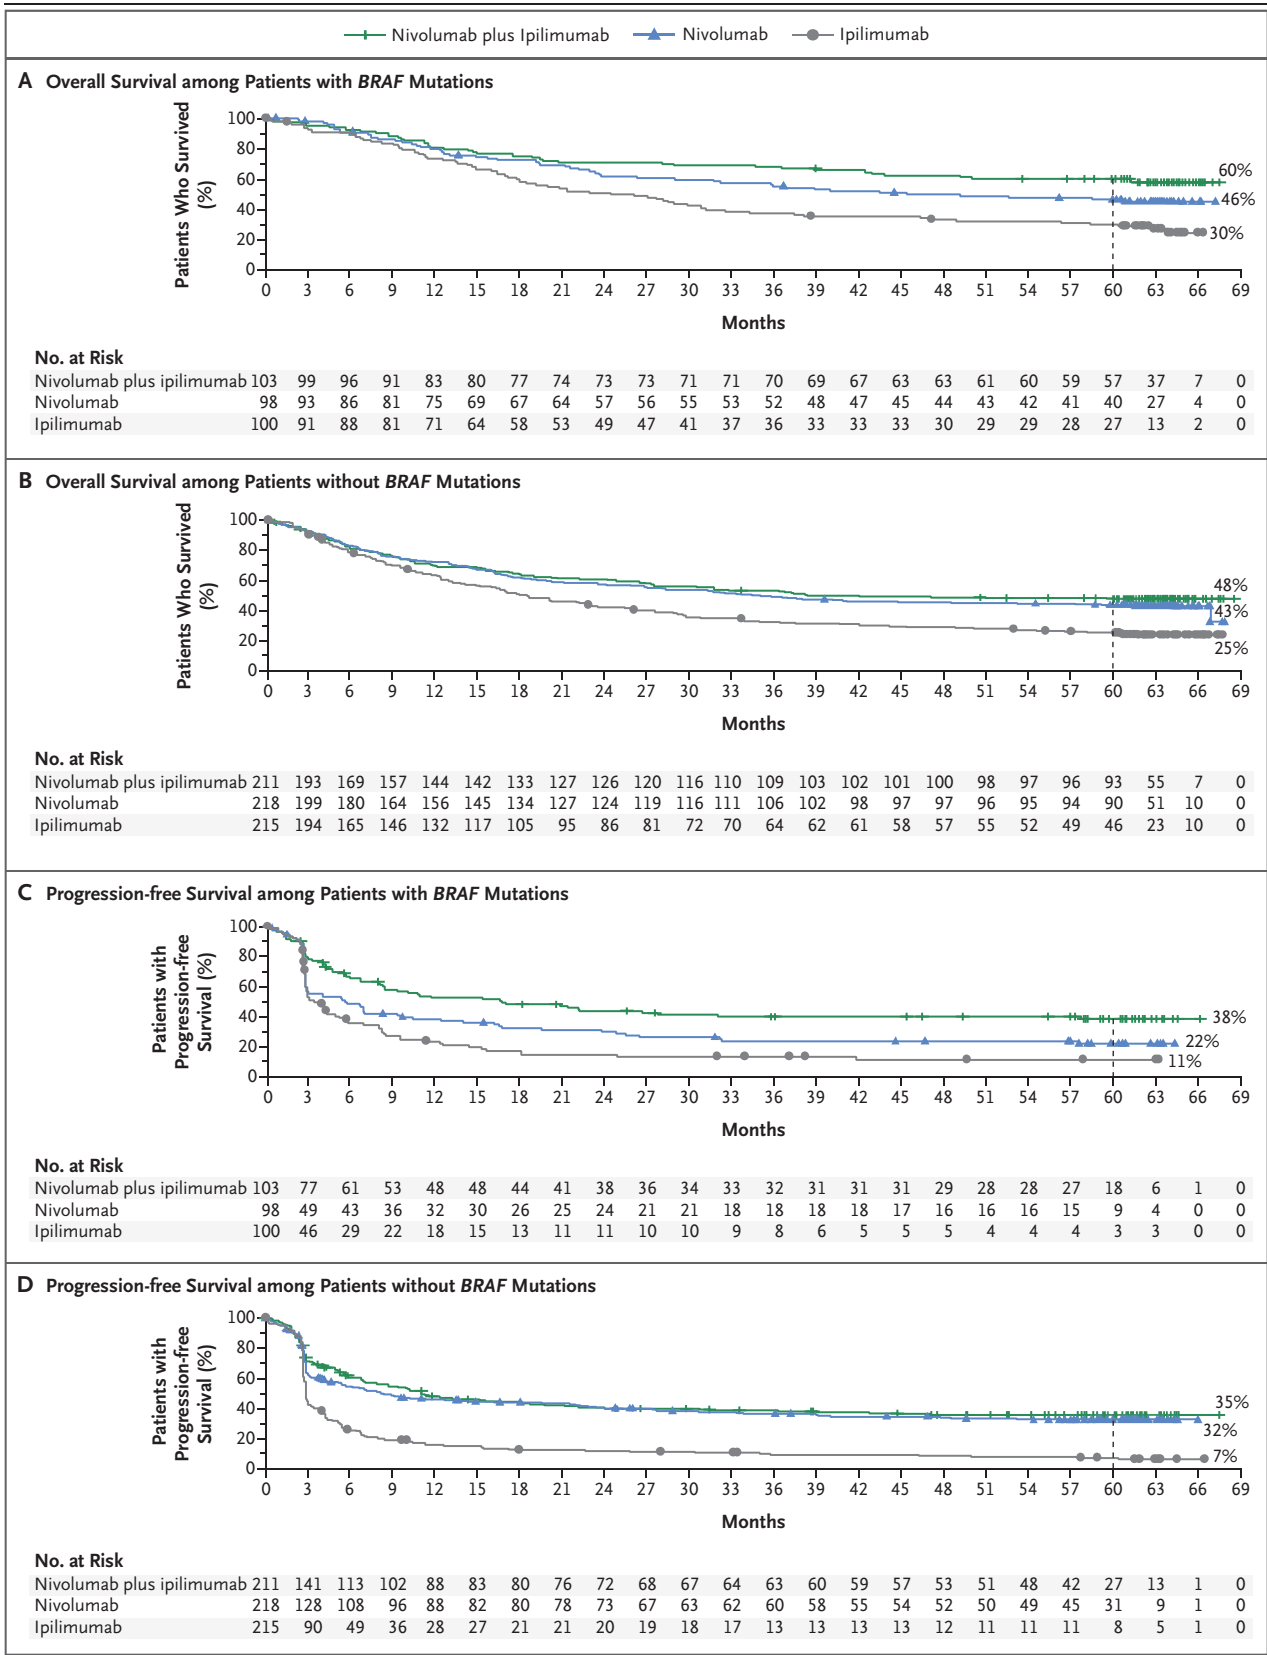 Nivolumab plus Ipilimumab Nivolumab Ipilimumab
A Overall Survival among Patients with BRAF Mutations
Patients Who Survived (%)
100
80
60
40
20
0
60%
46%
30%
0 3 6 9 12 15 18 21 24 27 30 33 36 39 42 45 48 51 54 57 60 63 66 69
Months
No. at Risk
Nivolumab plus ipilimumab 103 99 96 91 83 80 77 74 73 73 71 71 70 69 67 63 63 61 60 59 57 37 7 0
Nivolumab 98 93 86 81 75 69 67 64 57 56 55 53 52 48 47 45 44 43 42 41 40 27 4 0
Ipilimumab 100 91 88 81 71 64 58 53 49 47 41 37 36 33 33 33 30 29 29 28 27 13 2 0
B Overall Survival among Patients without BRAF Mutations
Patients Who Survived (%)
100
80
60
40
20
0
48%
43%
25%
0 3 6 9 12 15 18 21 24 27 30 33 36 39 42 45 48 51 54 57 60 63 66 69
Months
No. at Risk
Nivolumab plus ipilimumab 211 193 169 157 144 142 133 127 126 120 116 110 109 103 102 101 100 98 97 96 93 55 7 0
Nivolumab 218 199 180 164 156 145 134 127 124 119 116 111 106 102 98 97 97 96 95 94 90 51 10 0
Ipilimumab 215 194 165 146 132 117 105 95 86 81 72 70 64 62 61 58 57 55 52 49 46 23 10 0
C Progression-free Survival among Patients with BRAF Mutations
Patients with Progression-free Survival (%)
100
80
60
40
20
0
38%
22%
11%
0 3 6 9 12 15 18 21 24 27 30 33 36 39 42 45 48 51 54 57 60 63 66 69
Months
No. at Risk
Nivolumab plus ipilimumab 103 77 61 53 48 48 44 41 38 36 34 33 32 31 31 31 29 28 28 27 18 6 1 0
Nivolumab 98 49 43 36 32 30 26 25 24 21 21 18 18 18 18 17 16 16 16 15 9 4 0 0
Ipilimumab 100 46 29 22 18 15 13 11 11 10 10 9 8 6 5 5 5 4 4 4 3 3 0 0
D Progression-free Survival among Patients without BRAF Mutations
Patients with Progression-free Survival (%)
100
80
60
40
20
0
35%
32%
7%
0 3 6 9 12 15 18 21 24 27 30 33 36 39 42 45 48 51 54 57 60 63 66 69
Months
No. at Risk
Nivolumab plus ipilimumab 211 141 113 102 88 83 80 76 72 68 67 64 63 60 59 57 53 51 48 42 27 13 1 0
Nivolumab 218 128 108 96 88 82 80 78 73 67 63 62 60 58 55 54 52 50 49 45 31 9 1 0
Ipilimumab 215 90 49 36 28 27 21 21 20 19 18 17 13 13 13 13 12 11 11 11 8 5 1 0